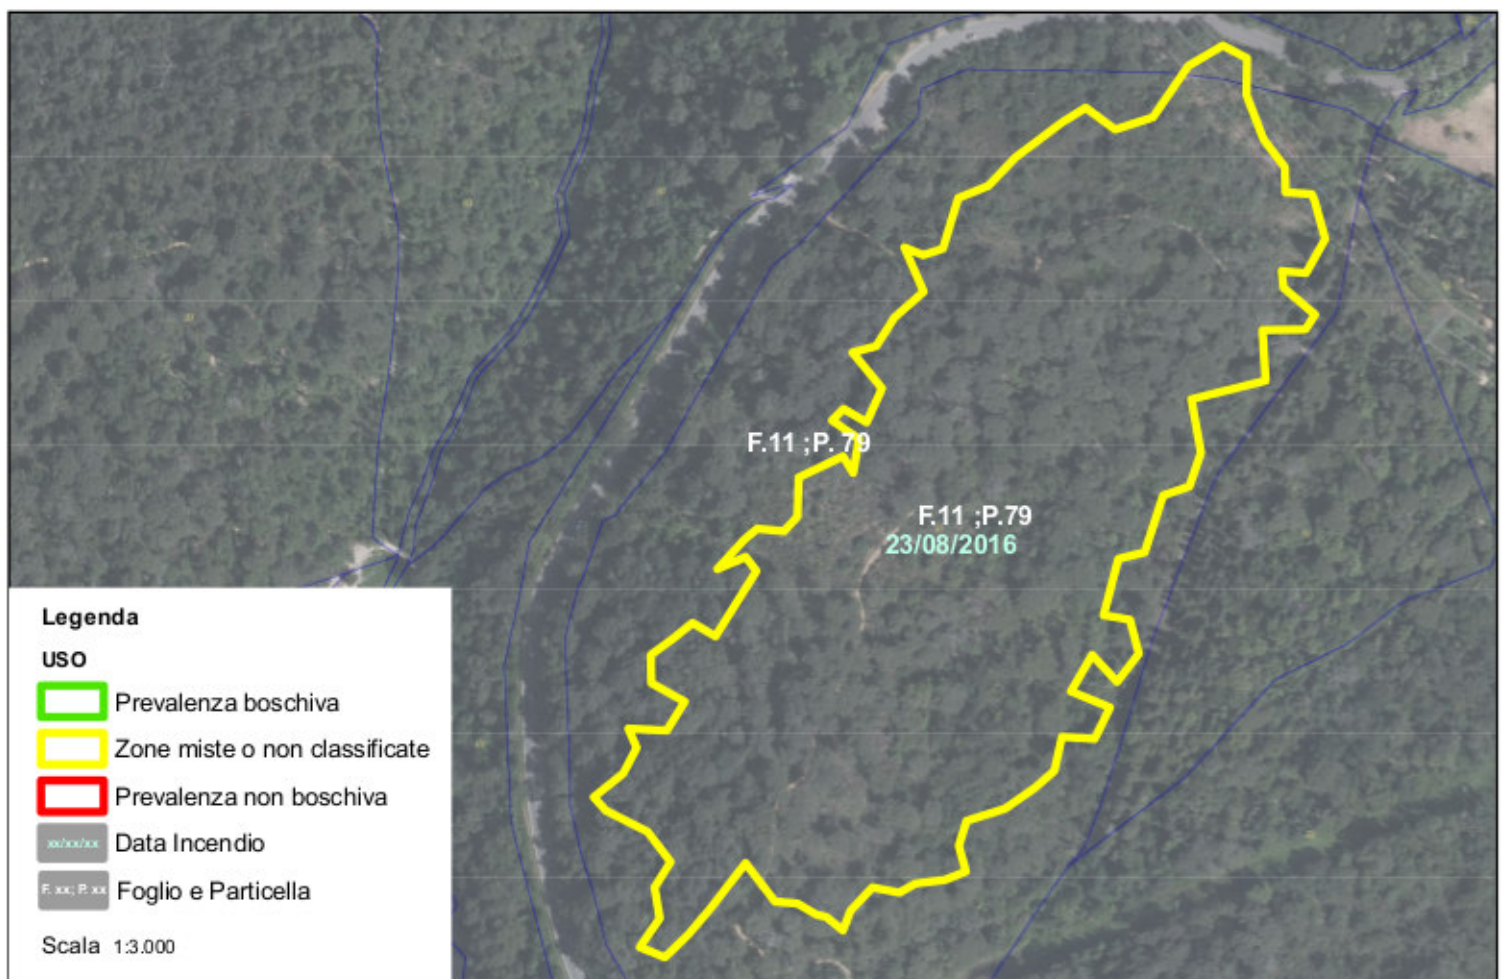 F.11 ;P. 79
F.11 ;P.79
23/08/2016
Legenda
USO
Prevalenza boschiva
Zone miste o non classificate
Prevalenza non boschiva
xx/xx/xx Data Incendio
F. xx; P. xx Foglio e Particella
Scala 1:3.000